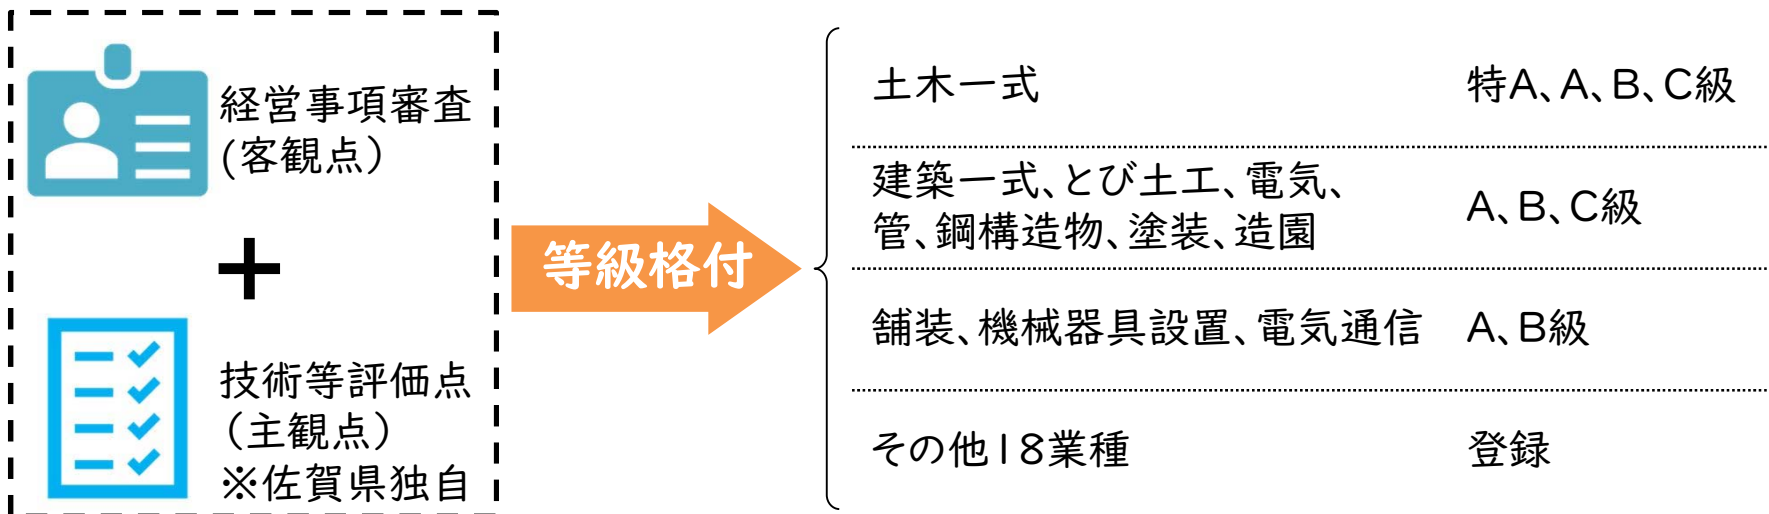 経営事項審査
(客観点)
+
技術等評価点
(主観点)
※佐賀県独自
等級格付
土木一式 特A、A、B、C級
建築一式、とび土工、電気、
管、鋼構造物、塗装、造園 A、B、C級
舗装、機械器具設置、電気通信 A、B級
その他18業種 登録